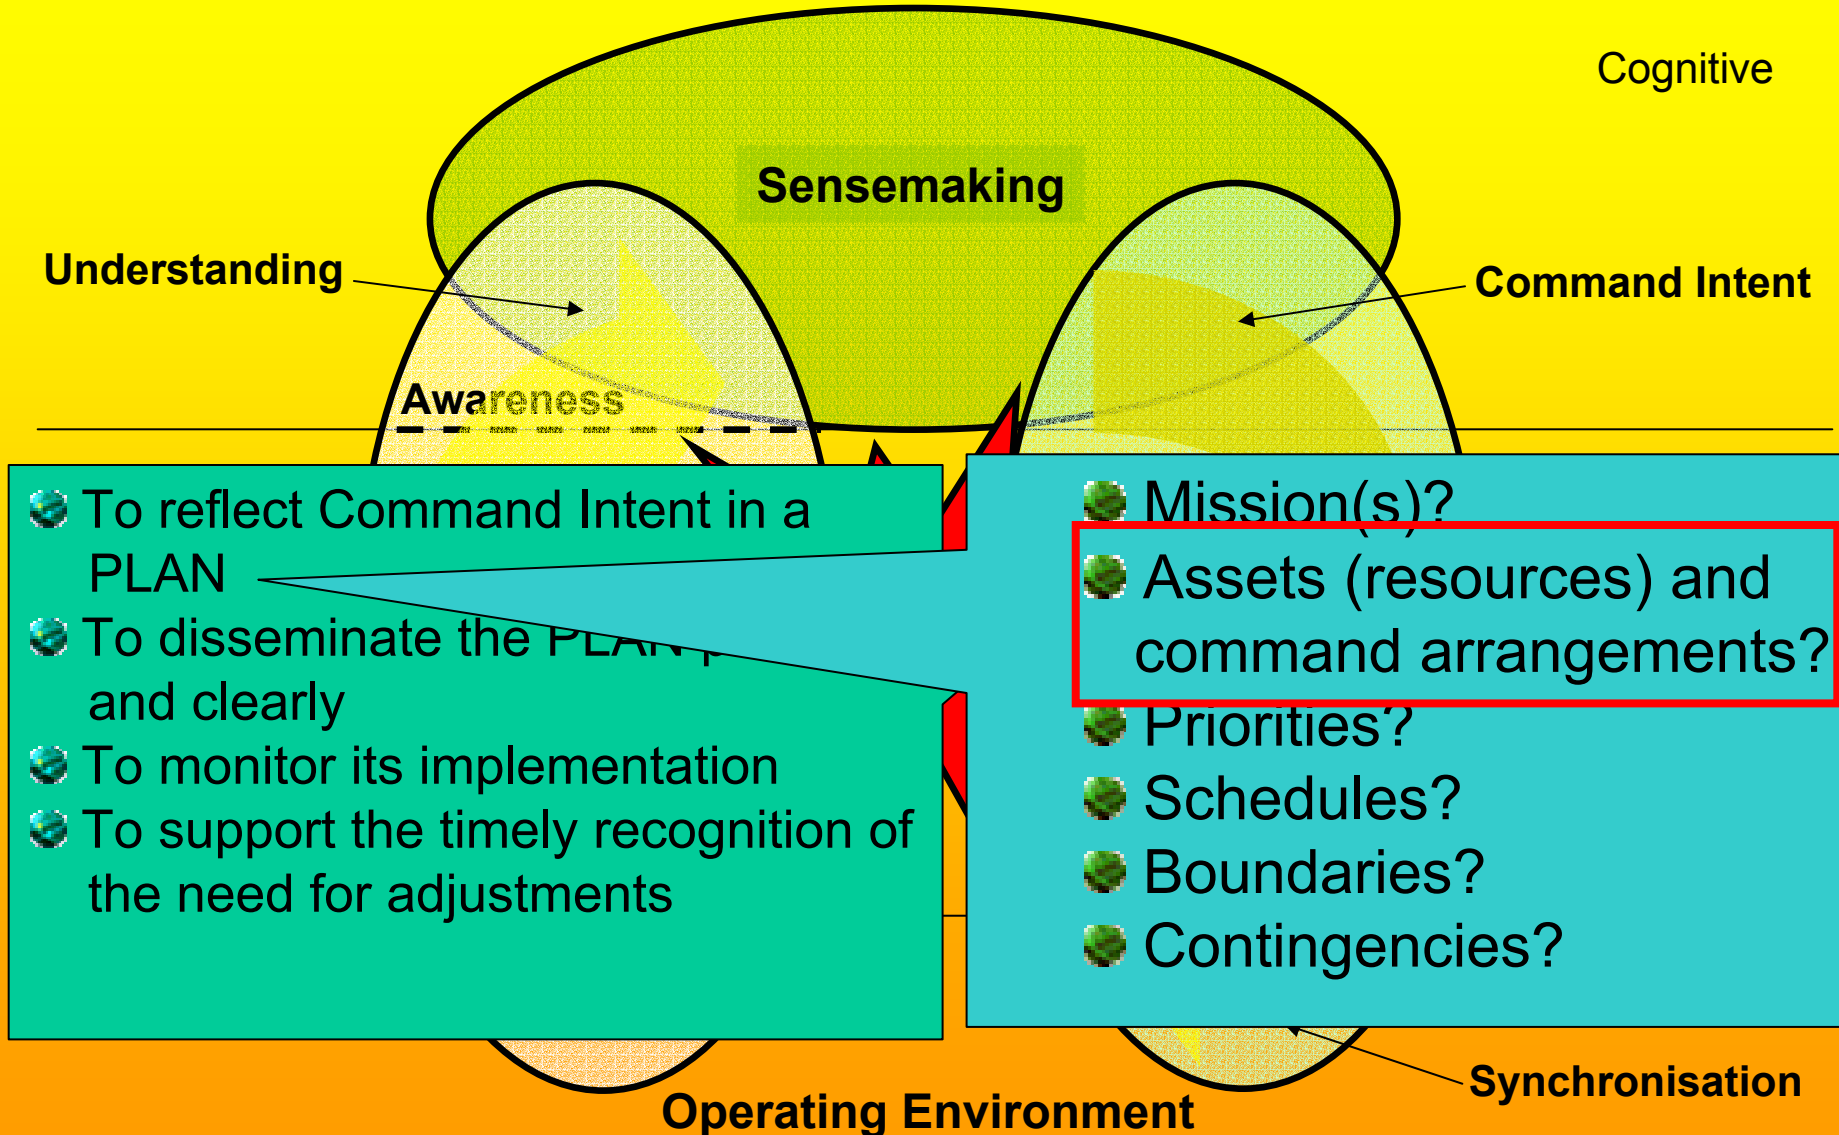 Cognitive
Sensemaking
Understanding
Command Intent
Awareness
To reflect Command Intent in a
PLAN
To disseminate the PLAN
and clearly
To monitor its implementation
To support the timely recognition of
the need for adjustments
Mission(s)?
Assets (resources) and
command arrangements?
Priorities?
Schedules?
Boundaries?
Contingencies?
Synchronisation
Operating Environment